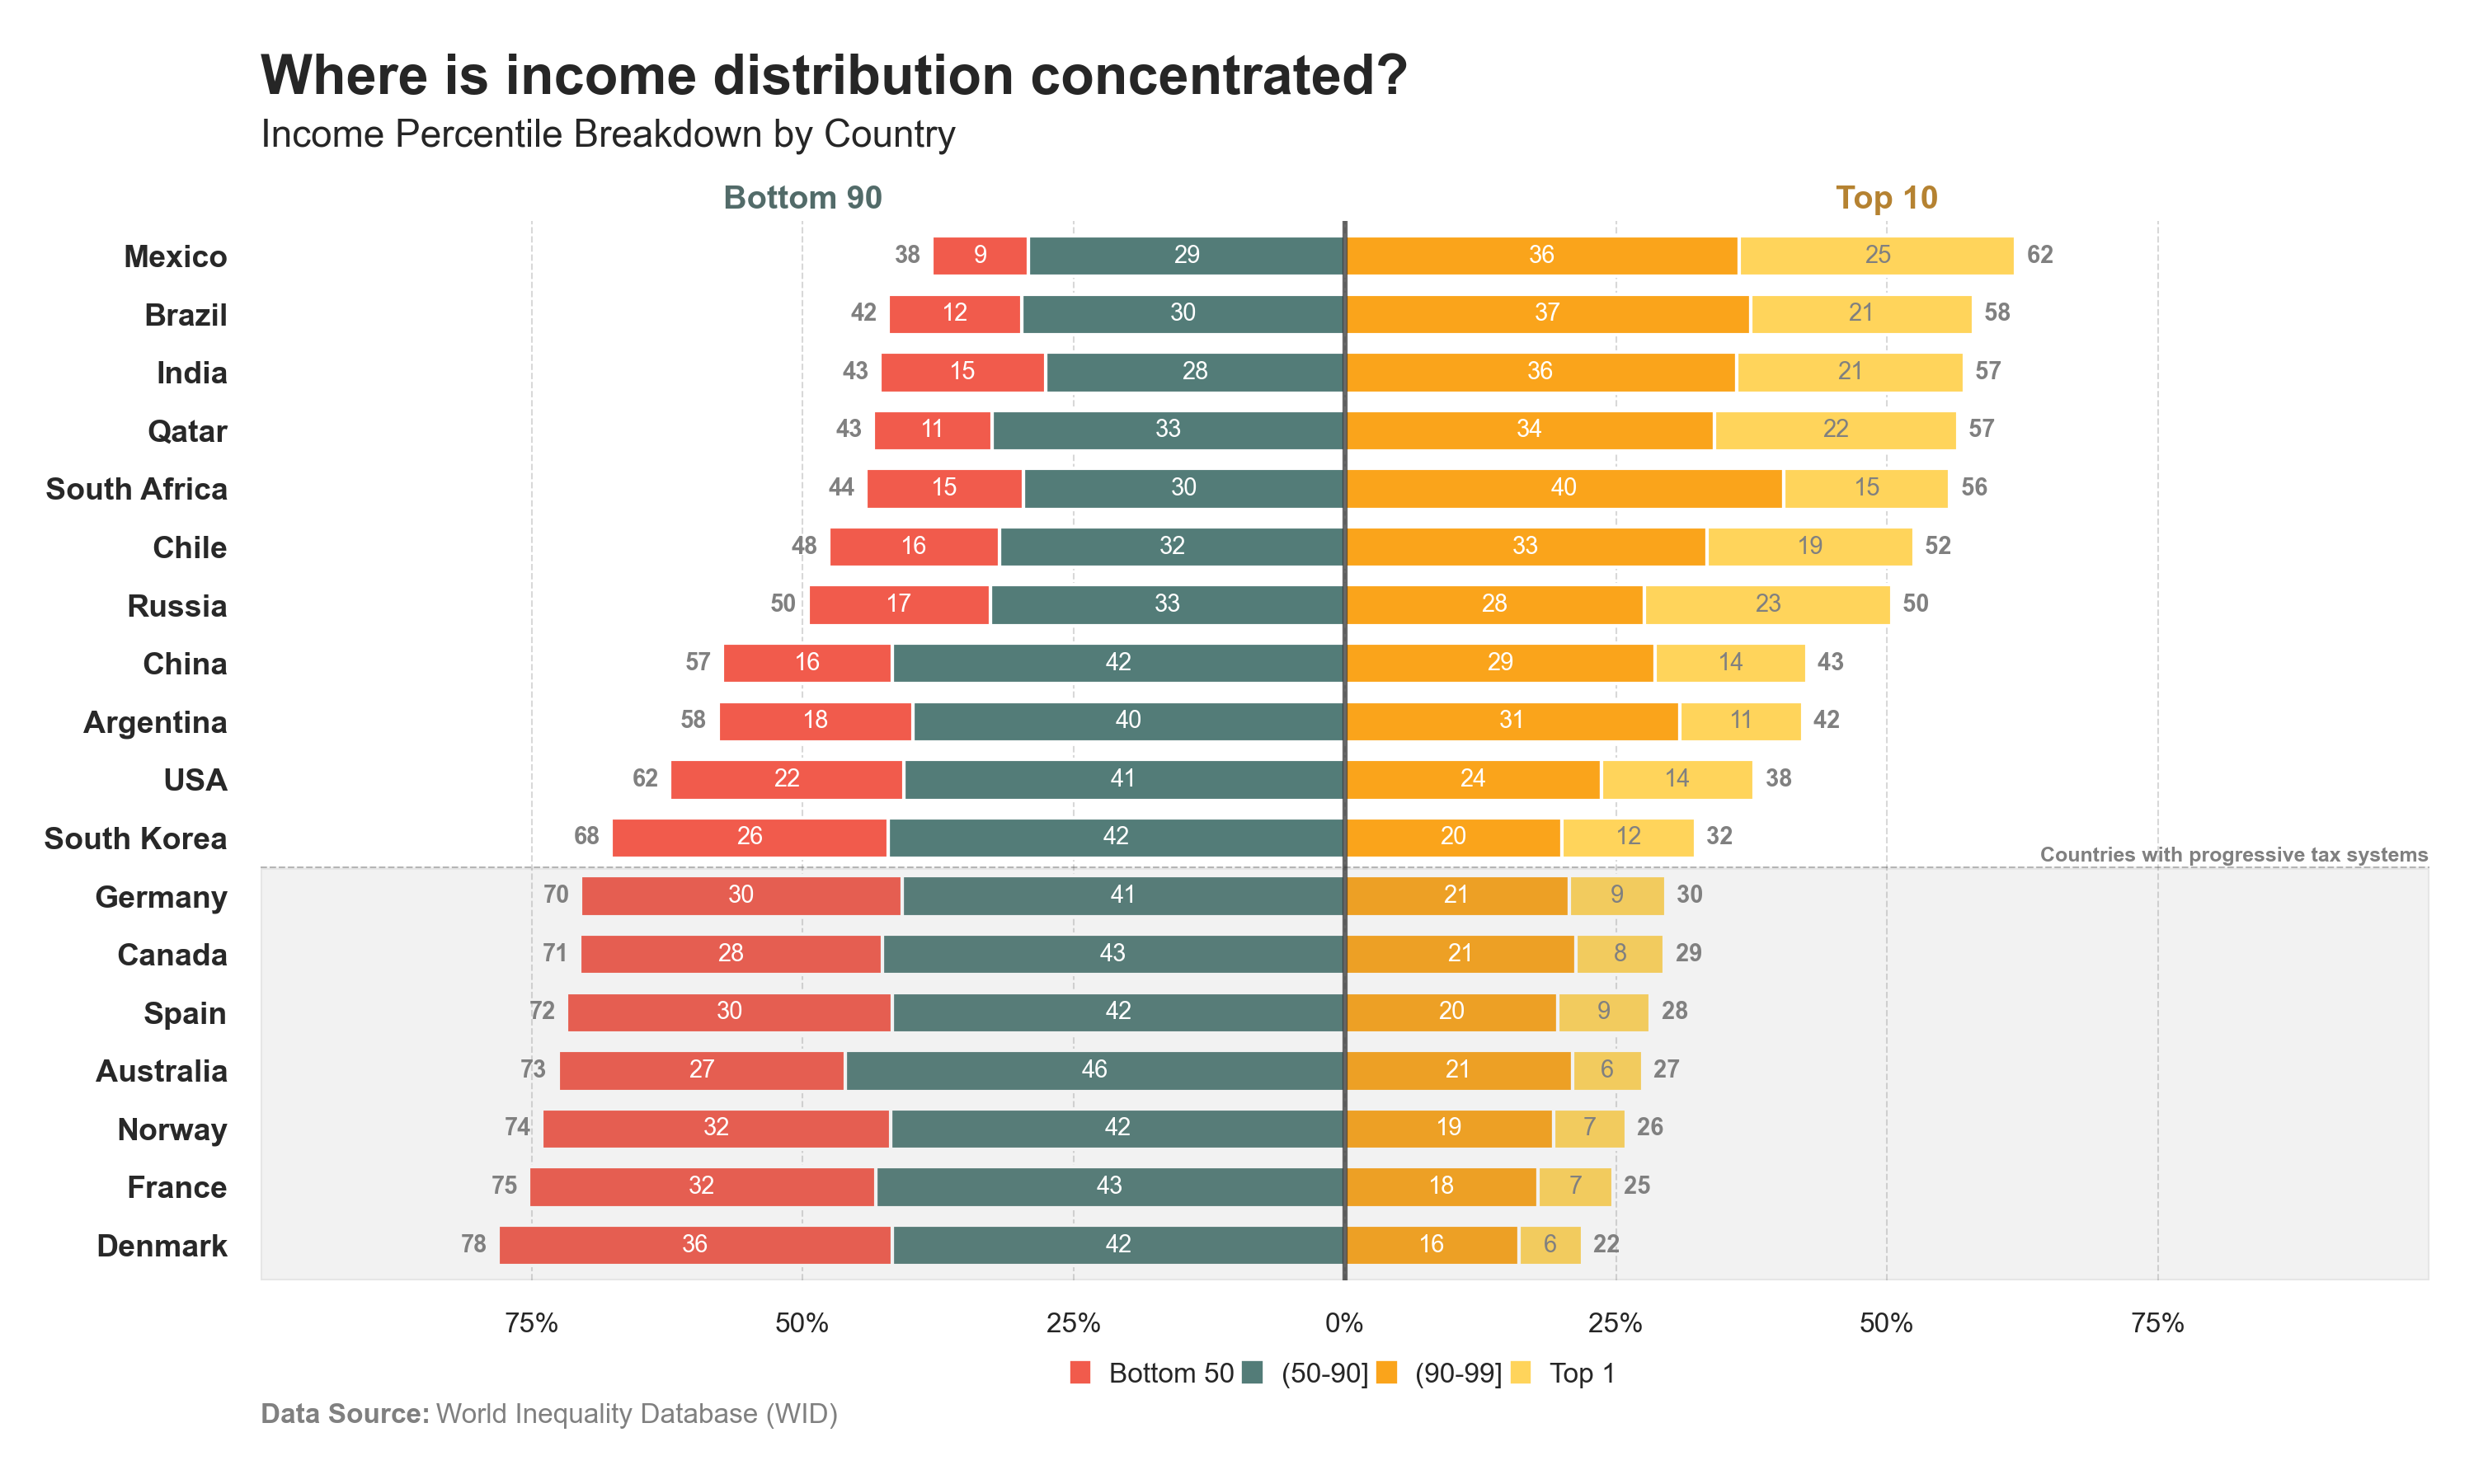 Where is income distribution concentrated?
Income Percentile Breakdown by Country
Bottom 90 Top 10
Mexico 38 9 29 36 25 62
Brazil 42 12 30 37 21 58
India 43 15 28 36 21 57
Qatar 43 11 33 34 22 57
South Africa 44 15 30 40 15 56
Chile 48 16 32 33 19 52
Russia 50 17 33 28 23 50
China 57 16 42 29 14 43
Argentina 58 18 40 31 11 42
USA 62 22 41 24 14 38
South Korea 68 26 42 20 12 32
Countries with progressive tax systems
Germany 70 30 41 21 9 30
Canada 71 28 43 21 8 29
Spain 72 30 42 20 9 28
Australia 73 27 46 21 6 27
Norway 74 32 42 19 7 26
France 75 32 43 18 7 25
Denmark 78 36 42 16 6 22
75% 50% 25% 0% 25% 50% 75%
Bottom 50 (50-90] (90-99] Top 1
Data Source: World Inequality Database (WID)